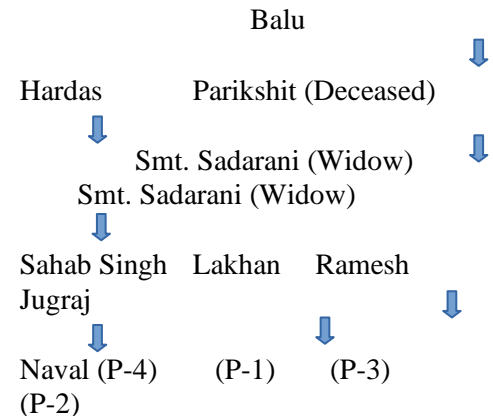 Balu
Hardas Parikshit (Deceased)
Smt. Sadarani (Widow)
Smt. Sadarani (Widow)
Sahab Singh Lakhan Ramesh
Jugraj
Naval (P-4) (P-1) (P-3)
(P-2)